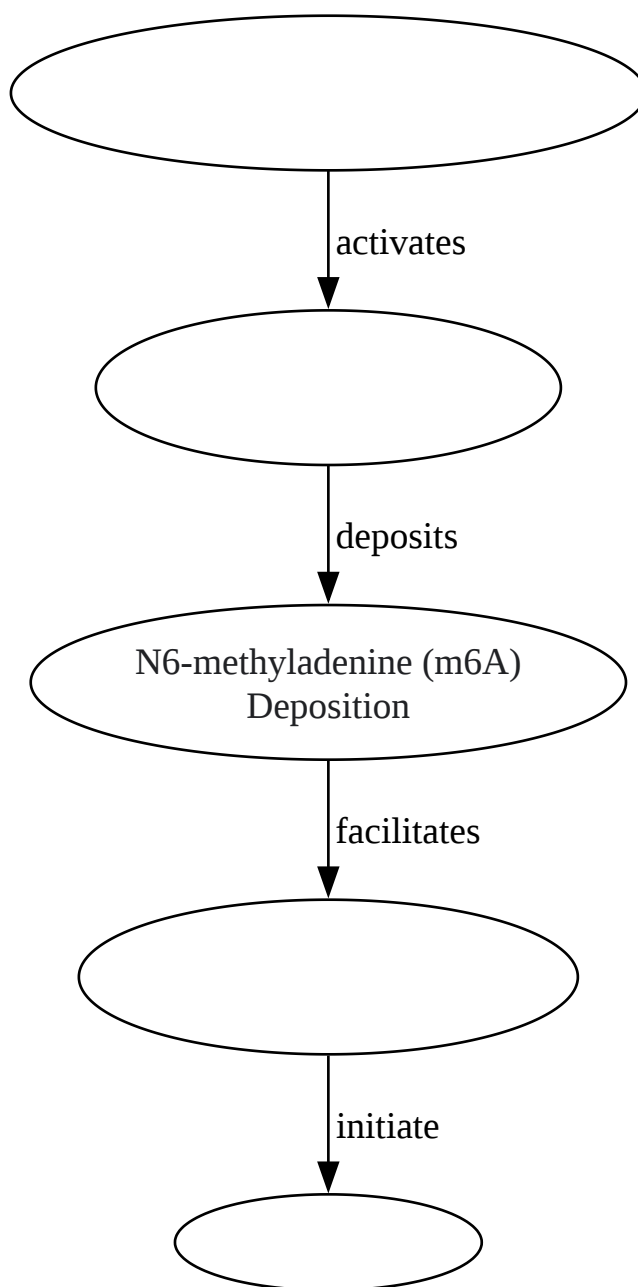 activates
deposits
N6-methyladenine (m6A)
Deposition
facilitates
initiate